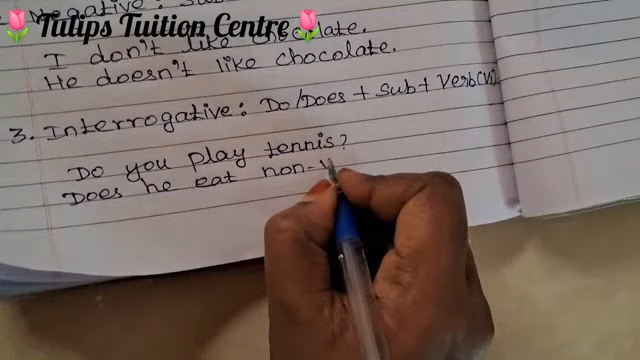 🌷Tulips Tuition Centre🌷
Negative: Sub
I don't like chocolate.
He doesn't like chocolate.
3. Interrogative: Do/Does + Sub + Verb(V1)
Do you play tennis?
Does he eat non-v